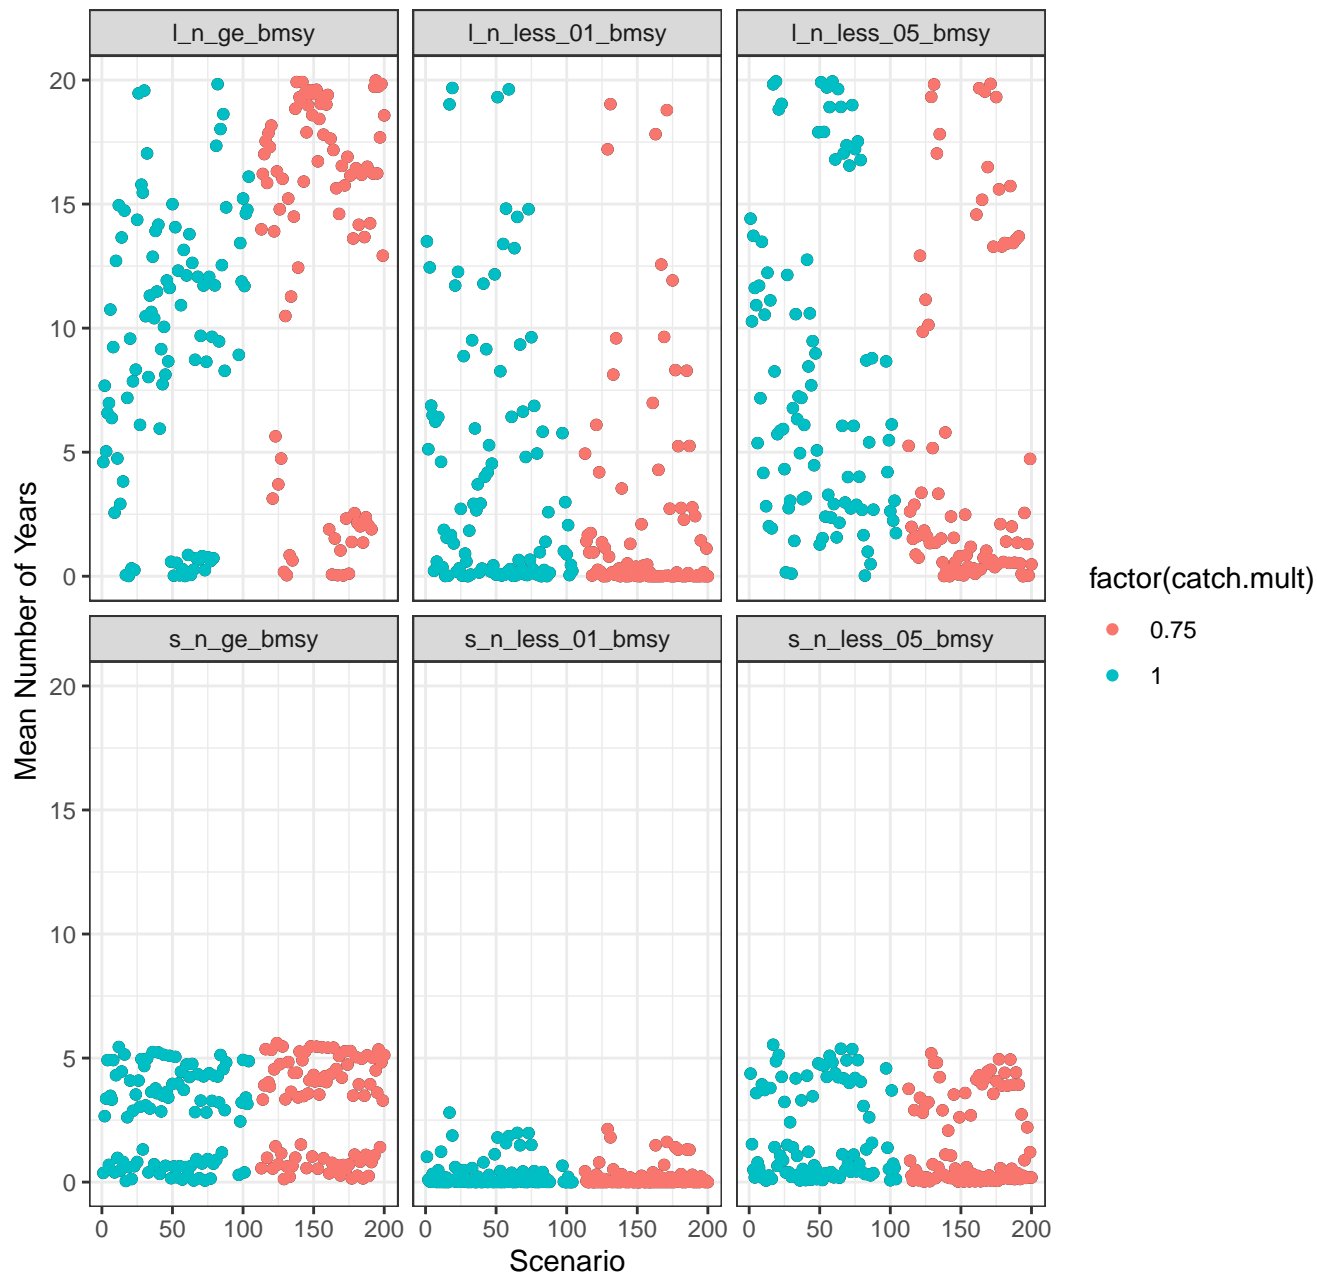 l_n_ge_bmsy l_n_less_01_bmsy l_n_less_05_bmsy
20
15
10
5
0
s_n_ge_bmsy s_n_less_01_bmsy s_n_less_05_bmsy
20
15
10
5
0
0 50 100 150 200 0 50 100 150 200 0 50 100 150 200
Scenario
Mean Number of Years
factor(catch.mult)
0.75
1